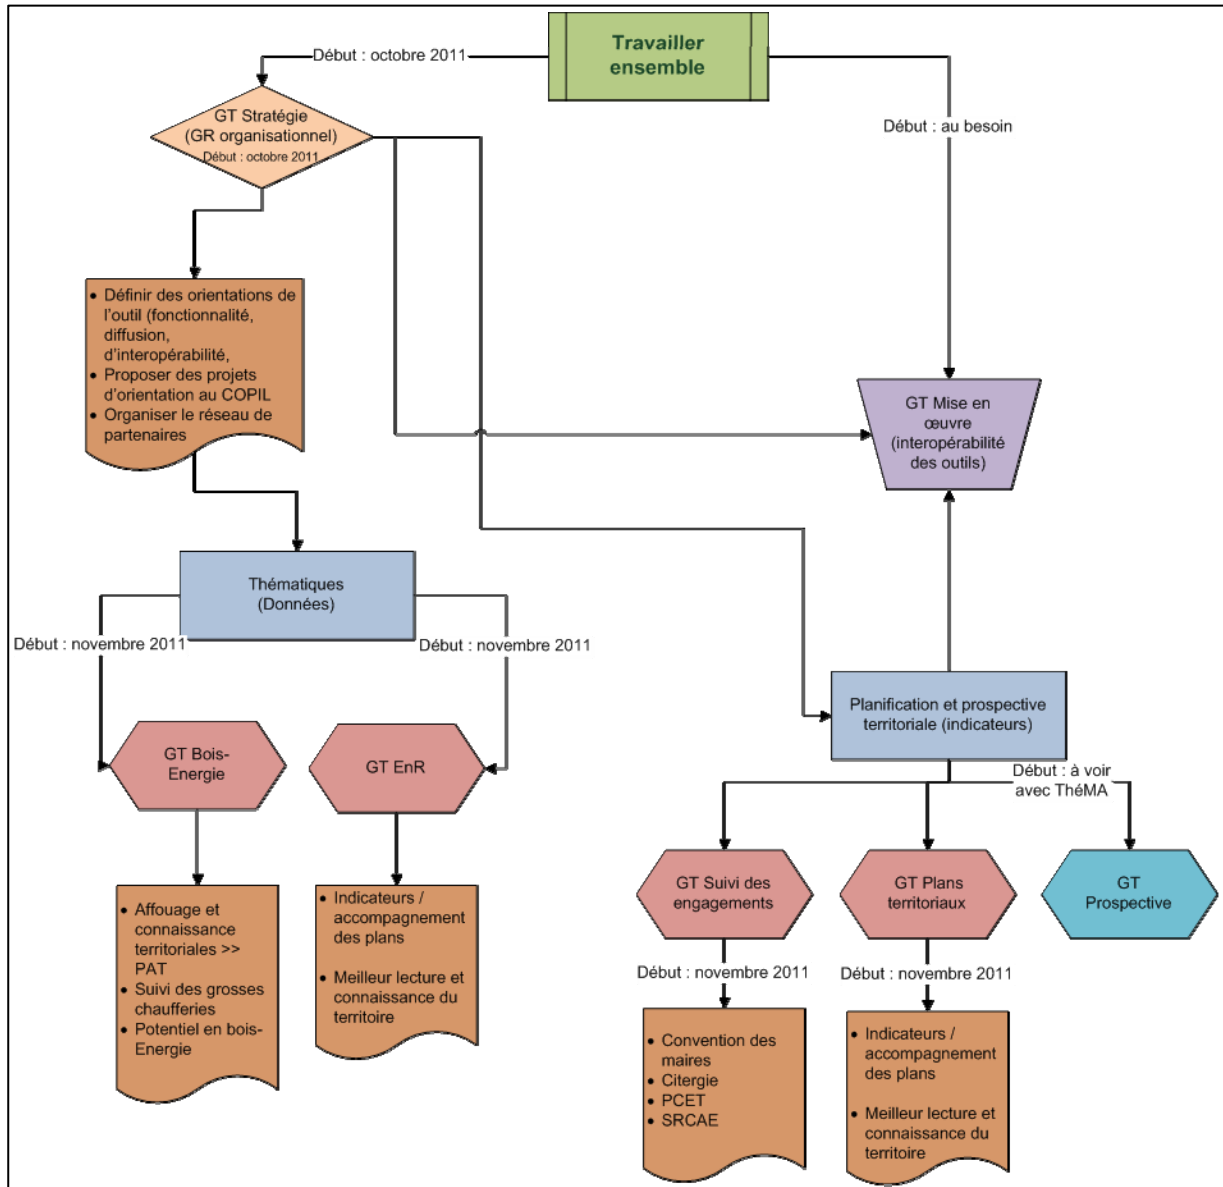 Travailler
ensemble
Début : octobre 2011
GT Stratégie
(GR organisationnel)
Début : octobre 2011
Début : au besoin
• Définir des orientations de
l'outil (fonctionnalité,
diffusion,
d'interopérabilité,
• Proposer des projets
d'orientation au COPIL
• Organiser le réseau de
partenaires
GT Mise en
œuvre
(interopérabilité
des outils)
Thématiques
(Données)
Début : novembre 2011
Début : novembre 2011
Planification et prospective
territoriale (indicateurs)
GT Bois-
Energie
GT EnR
Début : à voir
avec ThéMA
GT Suivi des
engagements
GT Plans
territoriaux
GT
Prospective
• Affouage et
connaissance
territoriales >>
PAT
• Suivi des grosses
chaufferies
• Potentiel en bois-
Energie
• Indicateurs /
accompagnement
des plans
• Meilleur lecture et
connaissance du
territoire
Début : novembre 2011
Début : novembre 2011
• Convention des
maires
• Citergie
• PCET
• SRCAE
• Indicateurs /
accompagnement
des plans
• Meilleur lecture et
connaissance du
territoire